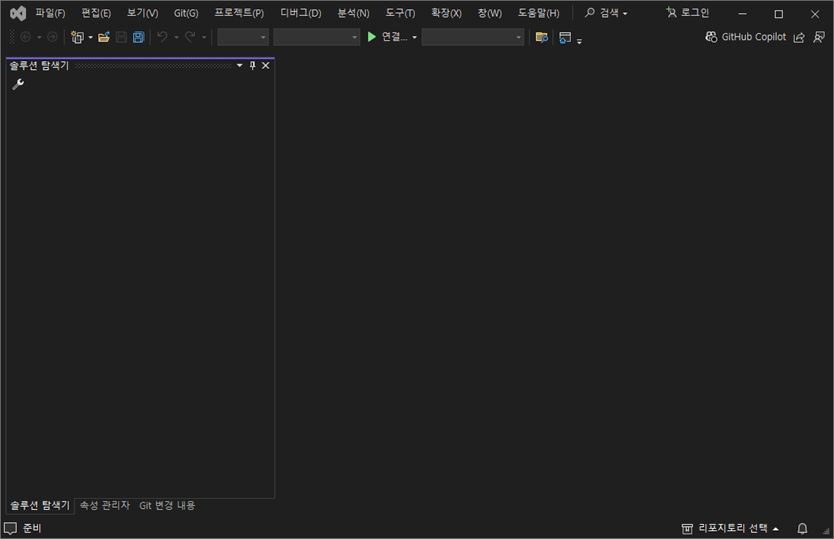 파일(F) 편집(E) 보기(V) Git(G) 프로젝트(P) 디버그(D) 분석(N) 도구(T) 확장(X) 창(W) 도움말(H) 검색 로그인
연결... GitHub Copilot
솔루션 탐색기
솔루션 탐색기 속성 관리자 Git 변경 내용
준비 리포지토리 선택